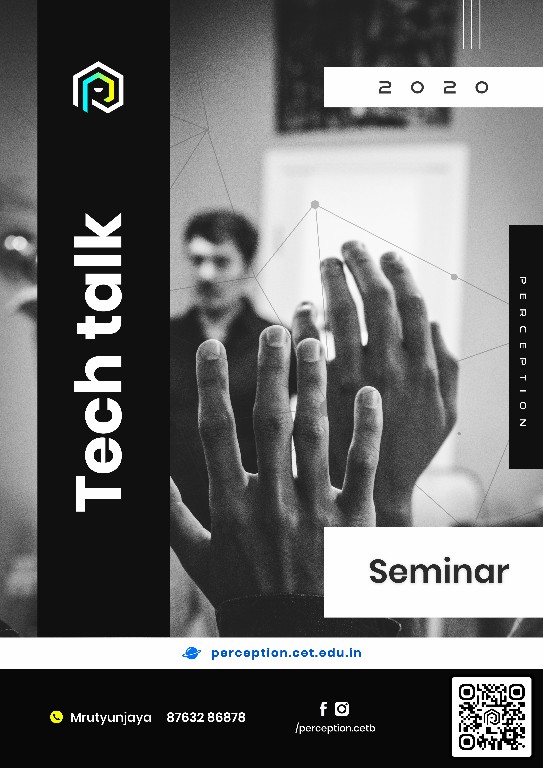 2020
Tech talk
PERCEPTION
Seminar
perception.cet.edu.in
Mrutyunjaya 87632 86878
/perception.cetb